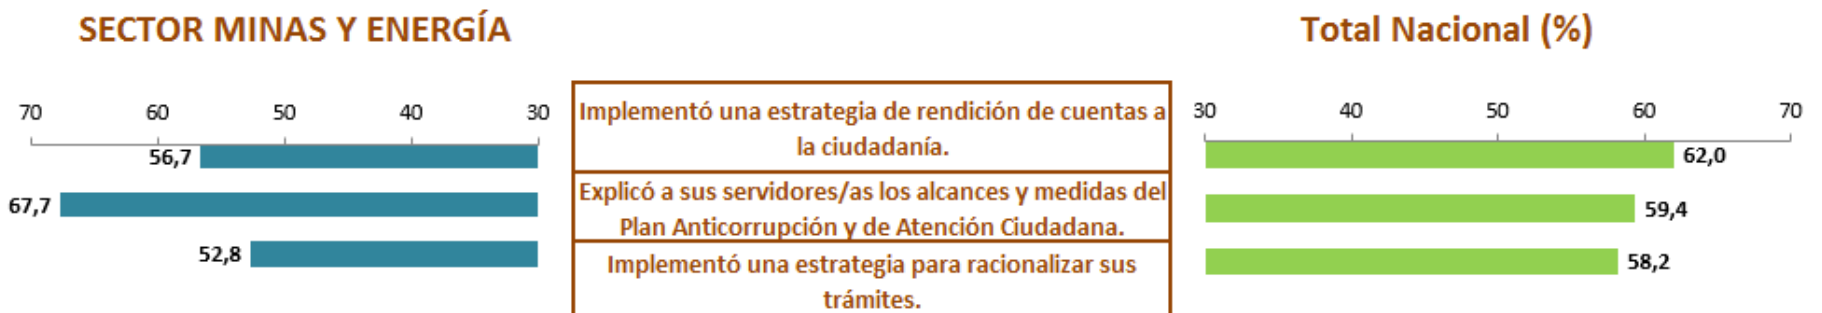 SECTOR MINAS Y ENERGÍA
Total Nacional (%)
70 60 50 40 30
30 40 50 60 70
Implementó una estrategia de rendición de cuentas a
la ciudadanía.
56,7
62,0
Explicó a sus servidores/as los alcances y medidas del
Plan Anticorrupción y de Atención Ciudadana.
67,7
59,4
Implementó una estrategia para racionalizar sus
trámites.
52,8
58,2